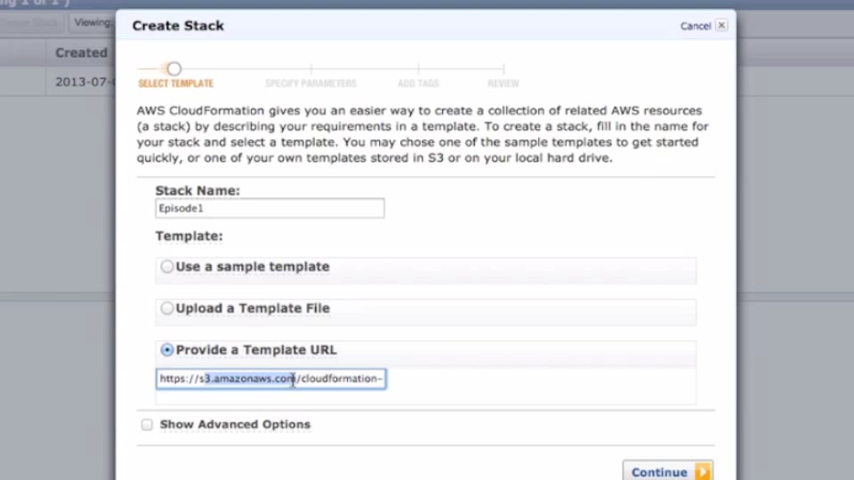 ng 1 of 1 )
Viewing:
Created
2013-07-
Create Stack
Cancel
SELECT TEMPLATE
SPECIFY PARAMETERS
ADD TAGS
REVIEW
AWS CloudFormation gives you an easier way to create a collection of related AWS resources
(a stack) by describing your requirements in a template. To create a stack, fill in the name for
your stack and select a template. You may chose one of the sample templates to get started
quickly, or one of your own templates stored in S3 or on your local hard drive.
Stack Name:
Episode1
Template:
Use a sample template
Upload a Template File
Provide a Template URL
https://s3.amazonaws.com/cloudformation-
Show Advanced Options
Continue